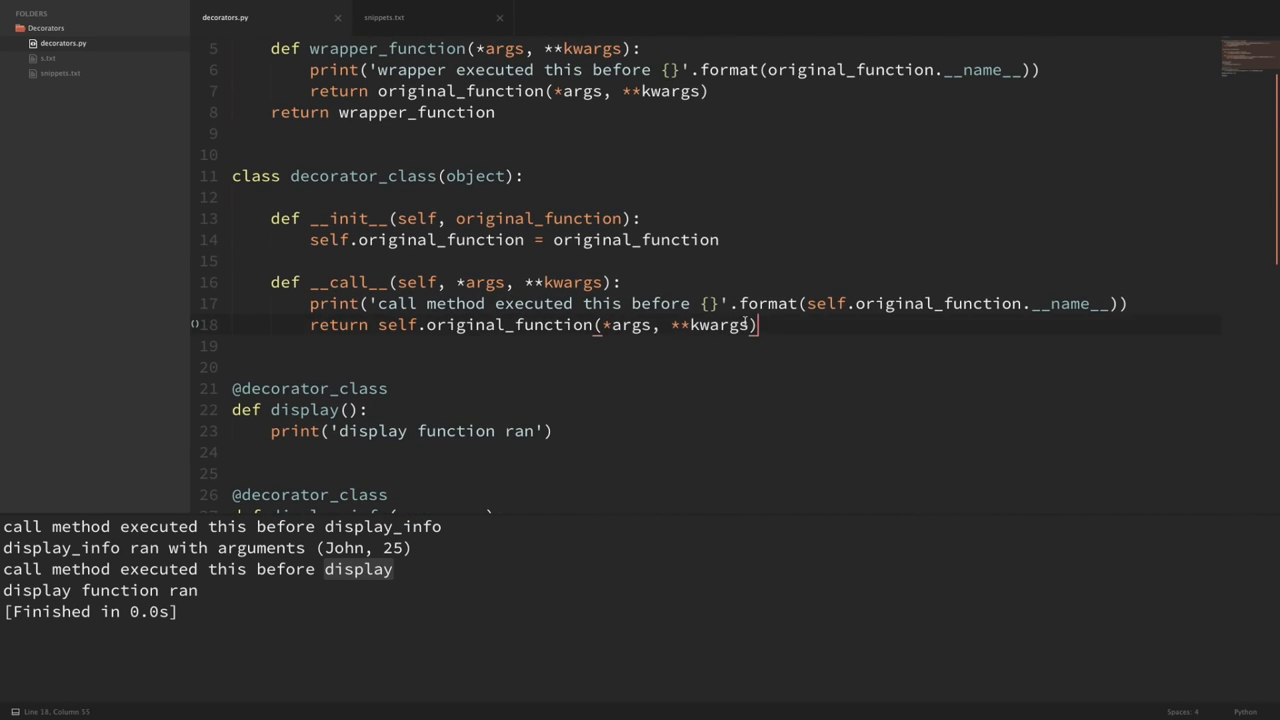 FOLDERS
Decorators
decorators.py
s.txt
snippets.txt
decorators.py
snippets.txt
5 def wrapper_function(*args, **kwargs):
6 print('wrapper executed this before {}'.format(original_function.__name__))
7 return original_function(*args, **kwargs)
8 return wrapper_function
9
10
11 class decorator_class(object):
12
13 def __init__(self, original_function):
14 self.original_function = original_function
15
16 def __call__(self, *args, **kwargs):
17 print('call method executed this before {}'.format(self.original_function.__name__))
18 return self.original_function(*args, **kwargs)
19
20
21 @decorator_class
22 def display():
23 print('display function ran')
24
25
26 @decorator_class
call method executed this before display_info
display_info ran with arguments (John, 25)
call method executed this before display
display function ran
[Finished in 0.0s]
Line 18, Column 55
Spaces: 4
Python